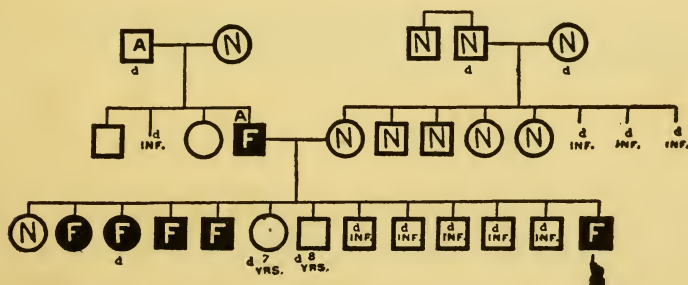 A N N N N
d d d
A
d F N N N N N d d d
INF. INF. INF. INF.
N F F F F d 7 d 8 d d d d d F
d YRS. YRS. INF. INF. INF. INF. INF.